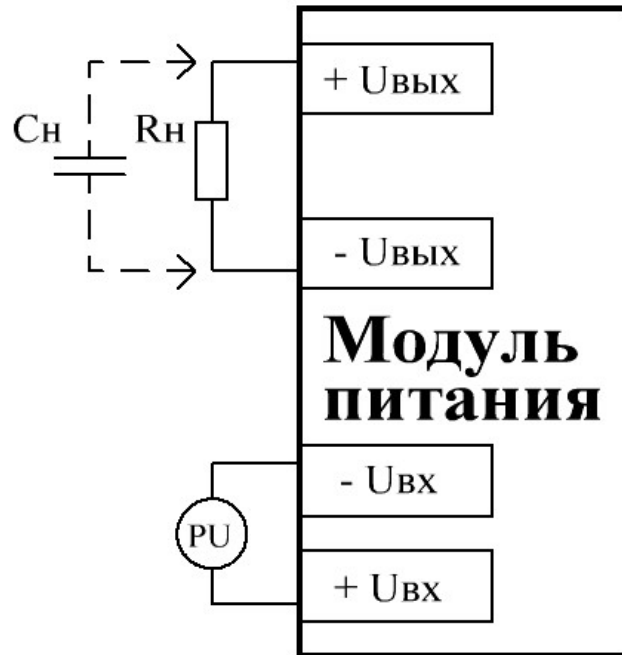 + Uвых
Cн
Rн
- Uвых
Модуль
питания
- Uвх
PU
+ Uвх